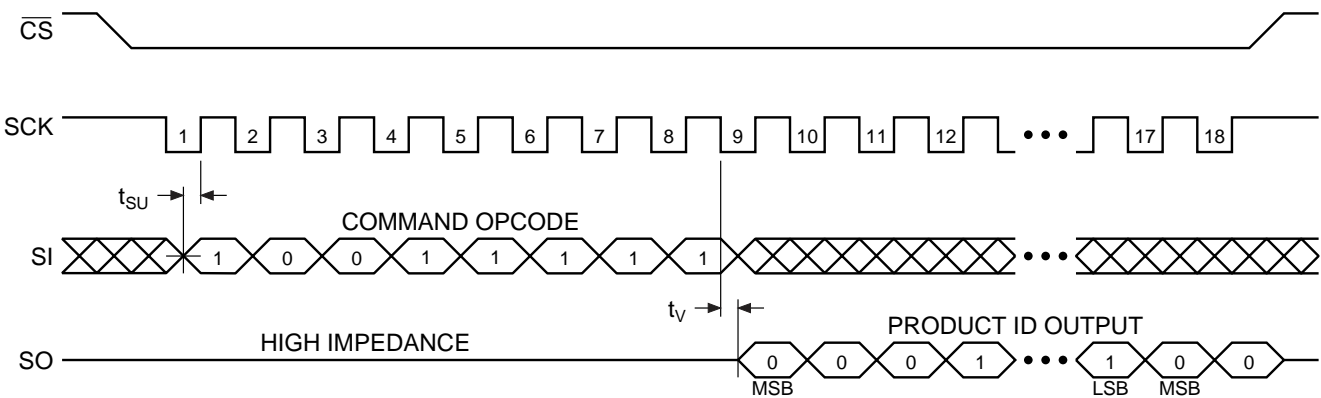 CS
SCK 1 2 3 4 5 6 7 8 9 10 11 12 ••• 17 18
tSU
COMMAND OPCODE
SI 1 0 0 1 1 1 1 1 •••
tV
HIGH IMPEDANCE PRODUCT ID OUTPUT
SO 0 0 0 1 ••• 1 0 0
MSB LSB MSB